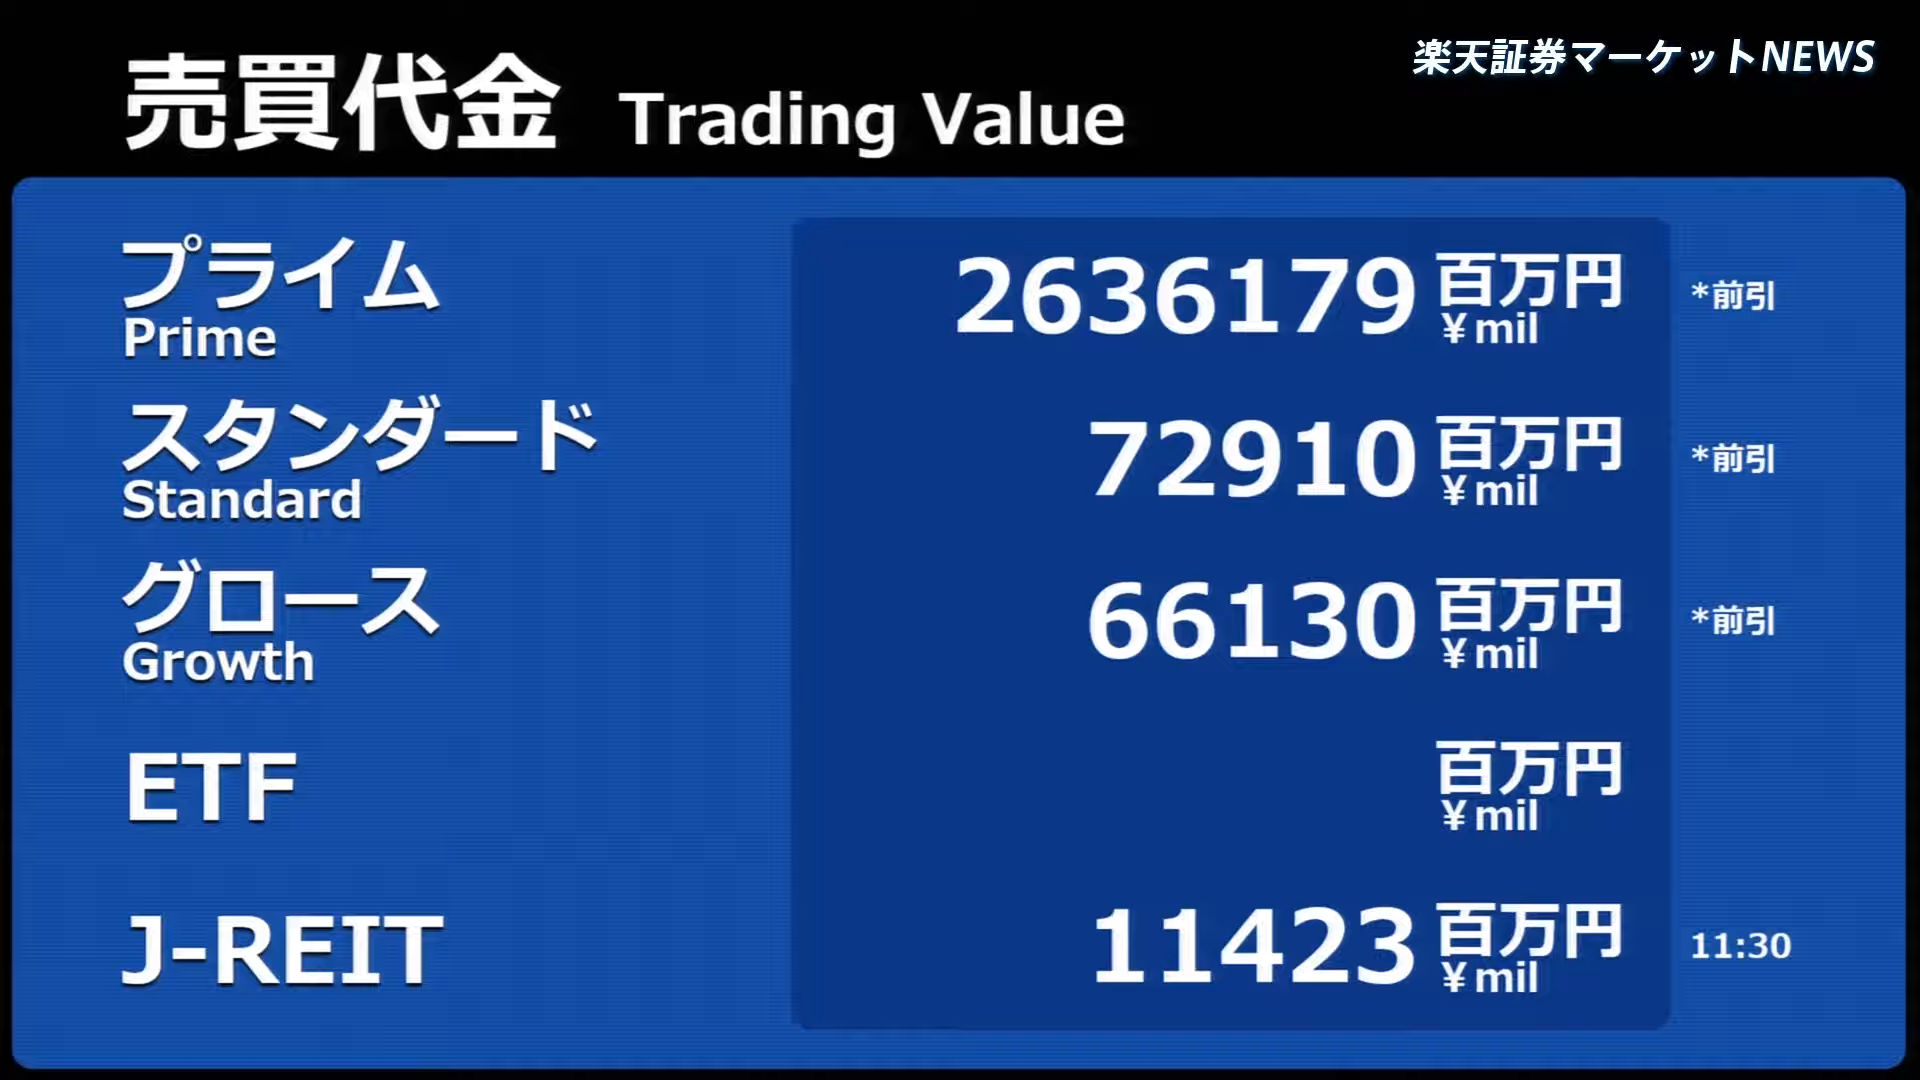 楽天証券マーケットNEWS
売買代金 Trading Value
プライム 2636179 百万円 *前引
Prime ¥mil
スタンダード 72910 百万円 *前引
Standard ¥mil
グロース 66130 百万円 *前引
Growth ¥mil
ETF 百万円
¥mil
J-REIT 11423 百万円 11:30
¥mil